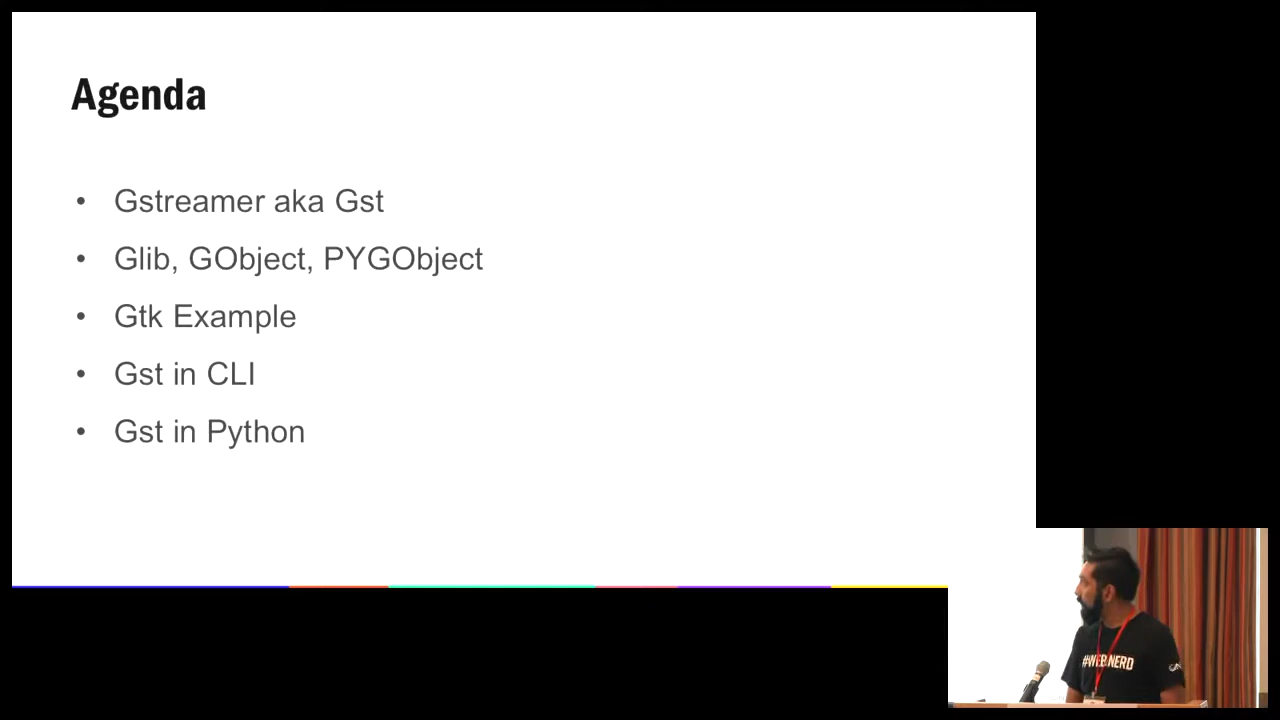 Agenda
• Gstreamer aka Gst
• Glib, GObject, PYGObject
• Gtk Example
• Gst in CLI
• Gst in Python
#WEBNERD